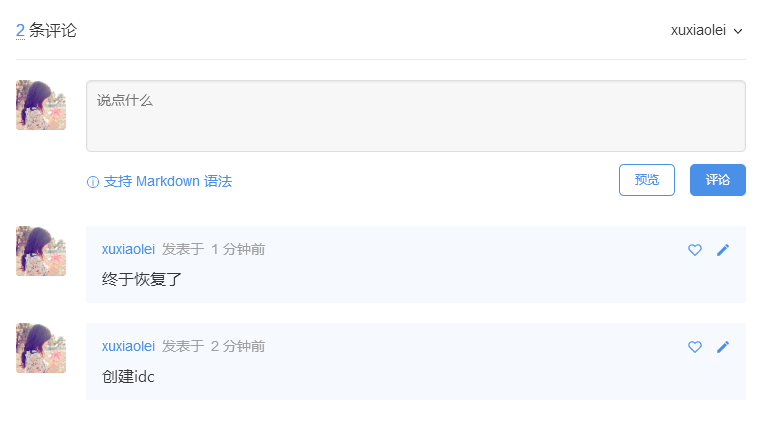 2 条评论
xuxiaolei
说点什么
支持 Markdown 语法
预览
评论
xuxiaolei 发表于 1 分钟前
终于恢复了
xuxiaolei 发表于 2 分钟前
创建idc